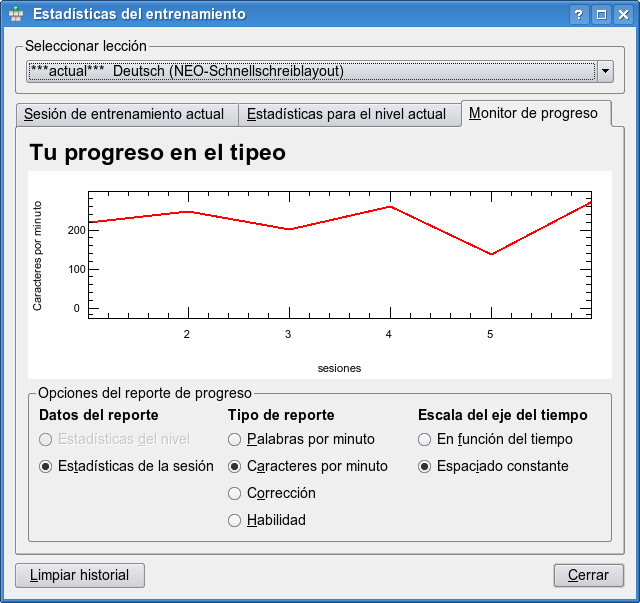 Estadísticas del entrenamiento
Seleccionar lección
***actual*** Deutsch (NEO-Schnellschreiblayout)
Sesión de entrenamiento actual
Estadísticas para el nivel actual
Monitor de progreso
Tu progreso en el tipeo
Caracteres por minuto
200
100
0
2
3
4
5
sesiones
Opciones del reporte de progreso
Datos del reporte
Estadísticas del nivel
Estadísticas de la sesión
Tipo de reporte
Palabras por minuto
Caracteres por minuto
Corrección
Habilidad
Escala del eje del tiempo
En función del tiempo
Espaciado constante
Limpiar historial
Cerrar